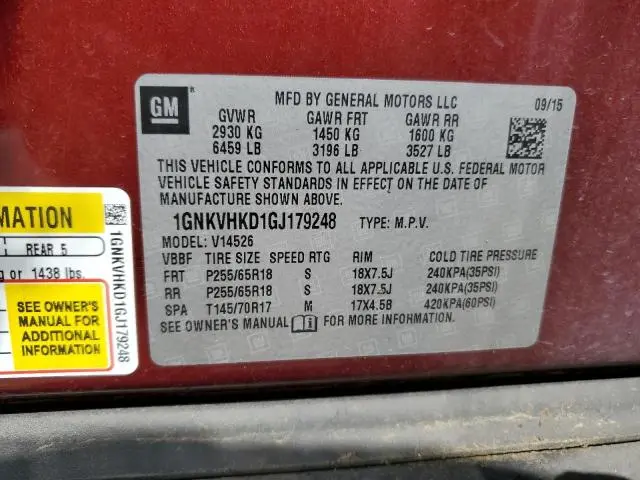 GM
MFD BY GENERAL MOTORS LLC 09/15
GVWR GAWR FRT GAWR RR
2930 KG 1450 KG 1600 KG
6459 LB 3196 LB 3527 LB
THIS VEHICLE CONFORMS TO ALL APPLICABLE U.S. FEDERAL MOTOR
VEHICLE SAFETY STANDARDS IN EFFECT ON THE DATE OF
MANUFACTURE SHOWN ABOVE.
1GNKVHKD1GJ179248 TYPE: M.P.V.
MODEL: V14526
VBBF TIRE SIZE SPEED RTG RIM COLD TIRE PRESSURE
FRT P255/65R18 S 18X7.5J 240KPA(35PSI)
RR P255/65R18 S 18X7.5J 240KPA(35PSI)
SPA T145/70R17 M 17X4.5B 420KPA(60PSI)
SEE OWNER'S MANUAL i FOR MORE INFORMATION.
MATION
REAR 5
or 1438 lbs.
SEE OWNER'S
MANUAL FOR
ADDITIONAL
INFORMATION
1GNKVHKD1GJ179248